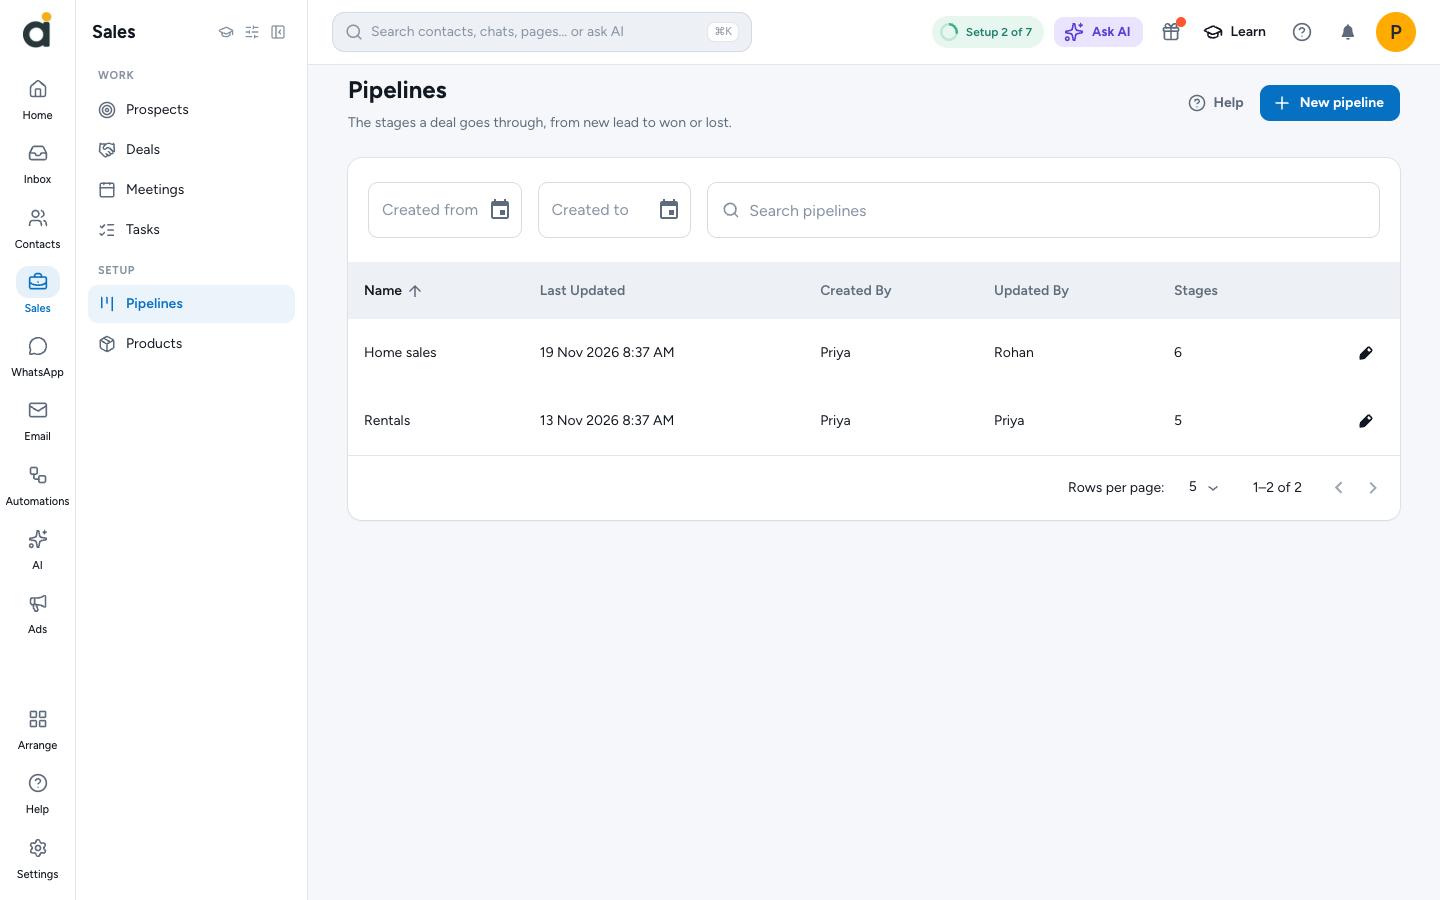 Sales
Search contacts, chats, pages... or ask AI
⌘K
Setup 2 of 7
Ask AI
Learn
P
Home
Inbox
Contacts
Sales
WhatsApp
Email
Automations
AI
Ads
Arrange
Help
Settings
WORK
Prospects
Deals
Meetings
Tasks
SETUP
Pipelines
Products
Pipelines
The stages a deal goes through, from new lead to won or lost.
Help
New pipeline
Created from
Created to
Search pipelines
Name Last Updated Created By Updated By Stages
Home sales 19 Nov 2026 8:37 AM Priya Rohan 6
Rentals 13 Nov 2026 8:37 AM Priya Priya 5
Rows per page: 5 1–2 of 2